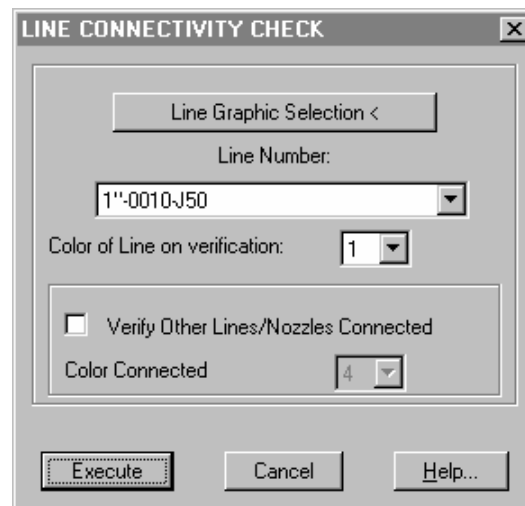 LINE CONNECTIVITY CHECK
Line Graphic Selection <
Line Number:
1"-0010-J50
Color of Line on verification: 1
Verify Other Lines/Nozzles Connected
Color Connected 4
Execute Cancel Help...